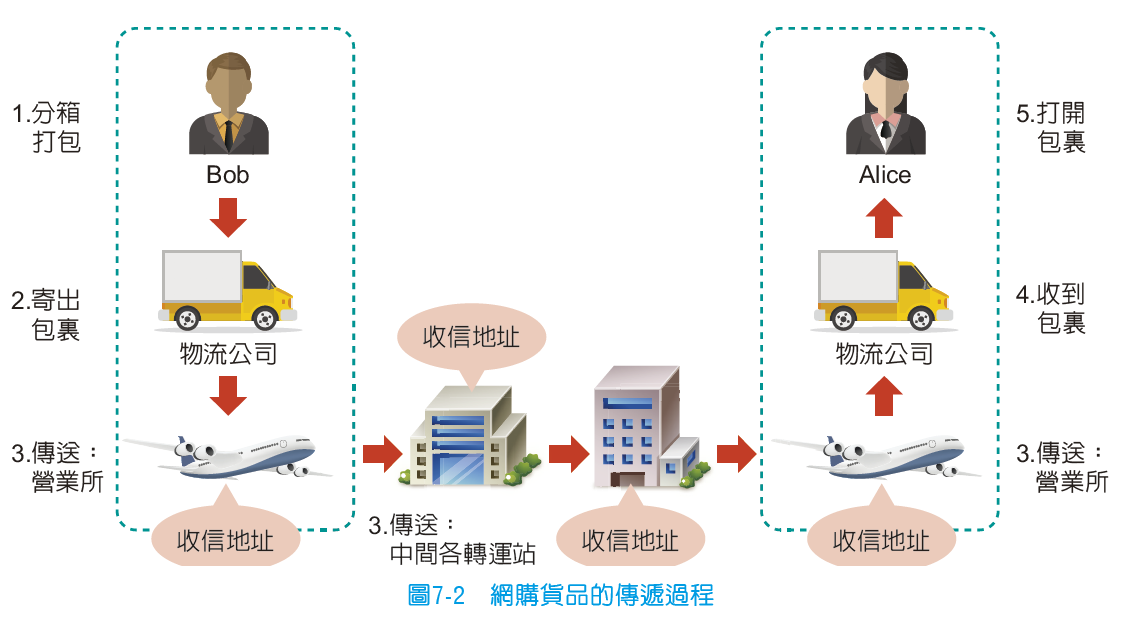 1.分箱
打包
Bob
2.寄出
包裏
物流公司
3.傳送：
營業所
收信地址
收信地址
3.傳送：
中間各轉運站
收信地址
5.打開
包裏
Alice
4.收到
包裏
物流公司
3.傳送：
營業所
收信地址
圖7-2 網購貨品的傳遞過程